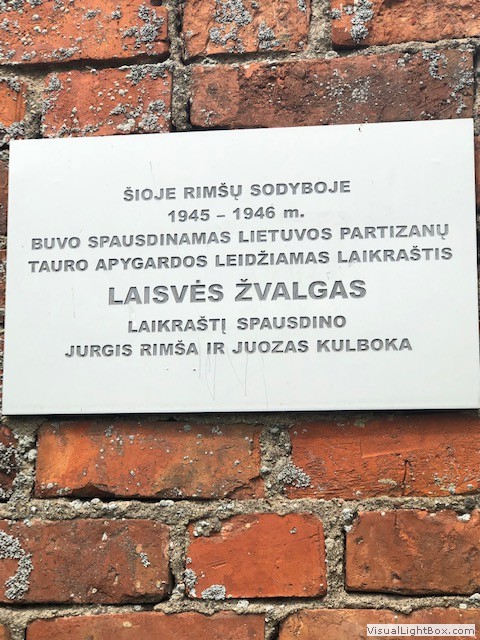 ŠIOJE RIMŠŲ SODYBOJE
1945 – 1946 m.
BUVO SPAUSDINAMAS LIETUVOS PARTIZANŲ
TAURO APYGARDOS LEIDŽIAMAS LAIKRAŠTIS
LAISVĖS ŽVALGAS
LAIKRAŠTĮ SPAUSDINO
JURGIS RIMŠA IR JUOZAS KULBOKA
VisualLightBox.com